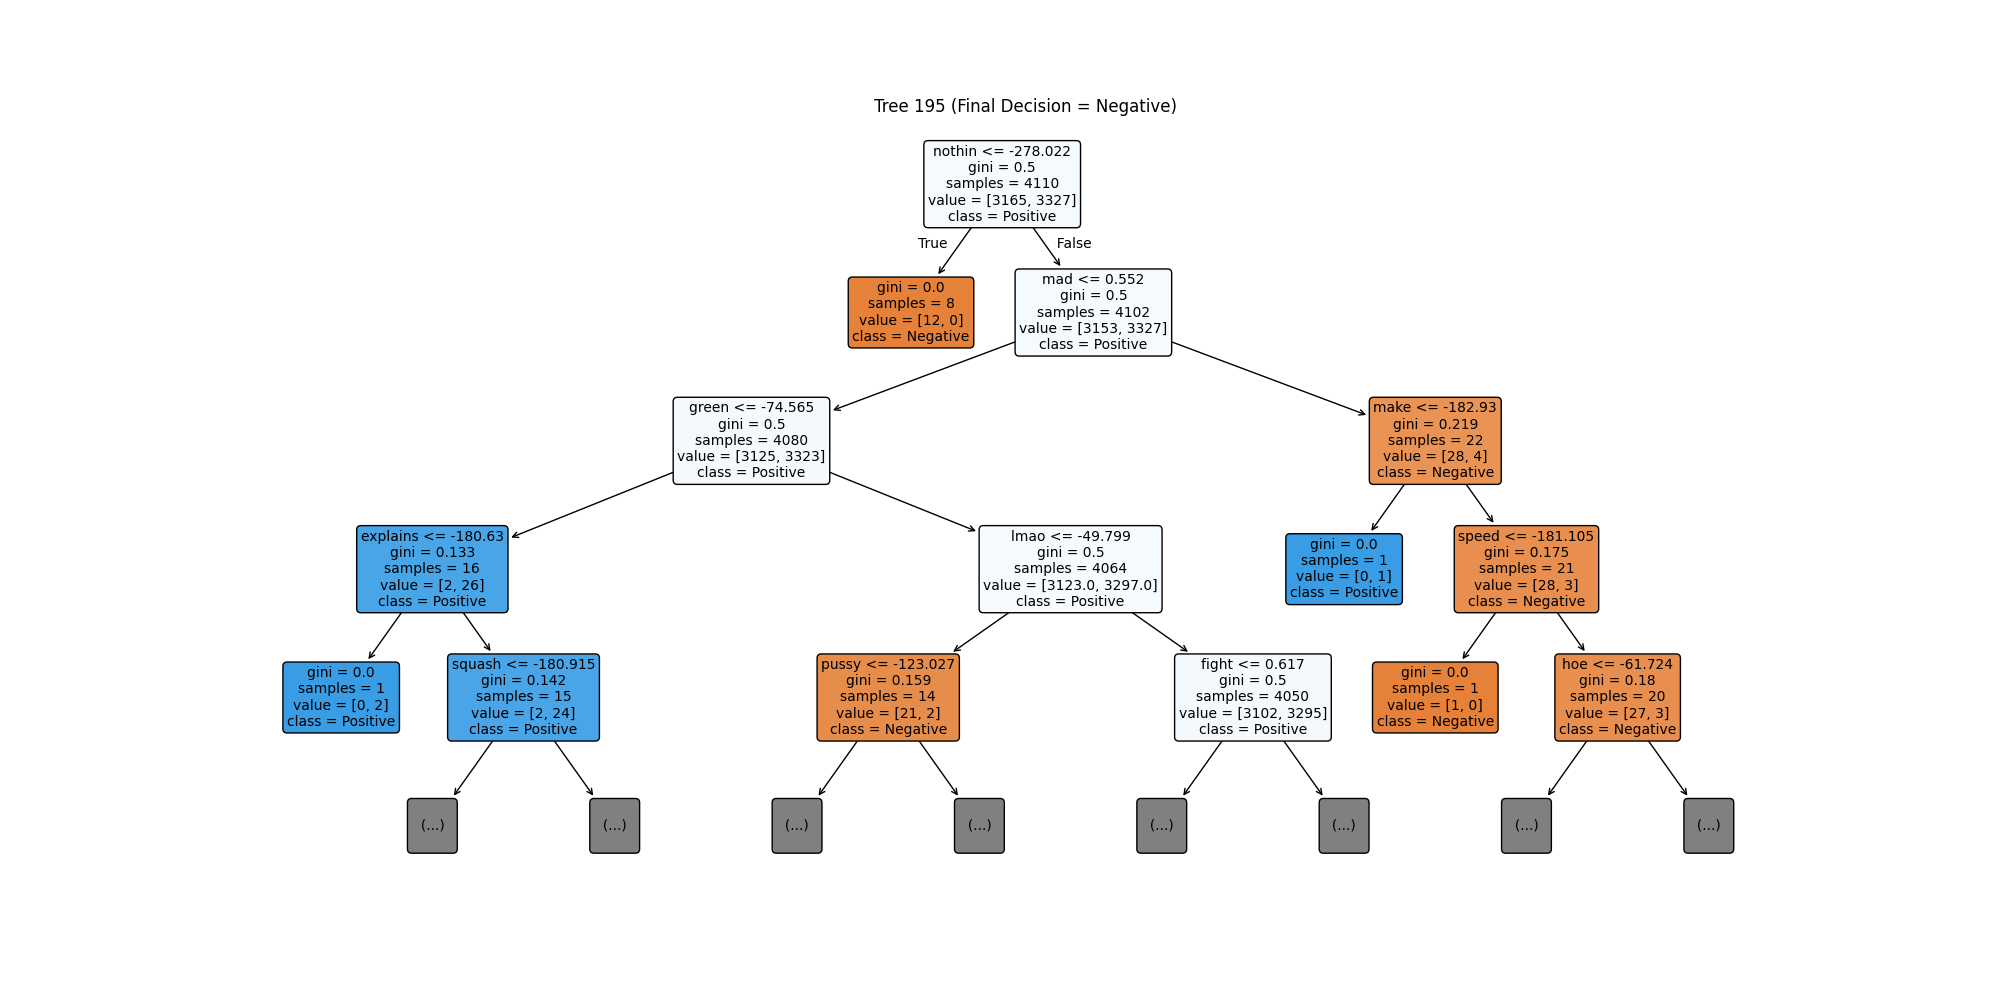 Tree 195 (Final Decision = Negative)
nothin <= -278.022
gini = 0.5
samples = 4110
value = [3165, 3327]
class = Positive
True
False
gini = 0.0
samples = 8
value = [12, 0]
class = Negative
mad <= 0.552
gini = 0.5
samples = 4102
value = [3153, 3327]
class = Positive
green <= -74.565
gini = 0.5
samples = 4080
value = [3125, 3323]
class = Positive
make <= -182.93
gini = 0.219
samples = 22
value = [28, 4]
class = Negative
explains <= -180.63
gini = 0.133
samples = 16
value = [2, 26]
class = Positive
lmao <= -49.799
gini = 0.5
samples = 4064
value = [3123.0, 3297.0]
class = Positive
gini = 0.0
samples = 1
value = [0, 1]
class = Positive
speed <= -181.105
gini = 0.175
samples = 21
value = [28, 3]
class = Negative
gini = 0.0
samples = 1
value = [0, 2]
class = Positive
squash <= -180.915
gini = 0.142
samples = 15
value = [2, 24]
class = Positive
pussy <= -123.027
gini = 0.159
samples = 14
value = [21, 2]
class = Negative
fight <= 0.617
gini = 0.5
samples = 4050
value = [3102, 3295]
class = Positive
gini = 0.0
samples = 1
value = [1, 0]
class = Negative
hoe <= -61.724
gini = 0.18
samples = 20
value = [27, 3]
class = Negative
(...)
(...)
(...)
(...)
(...)
(...)
(...)
(...)